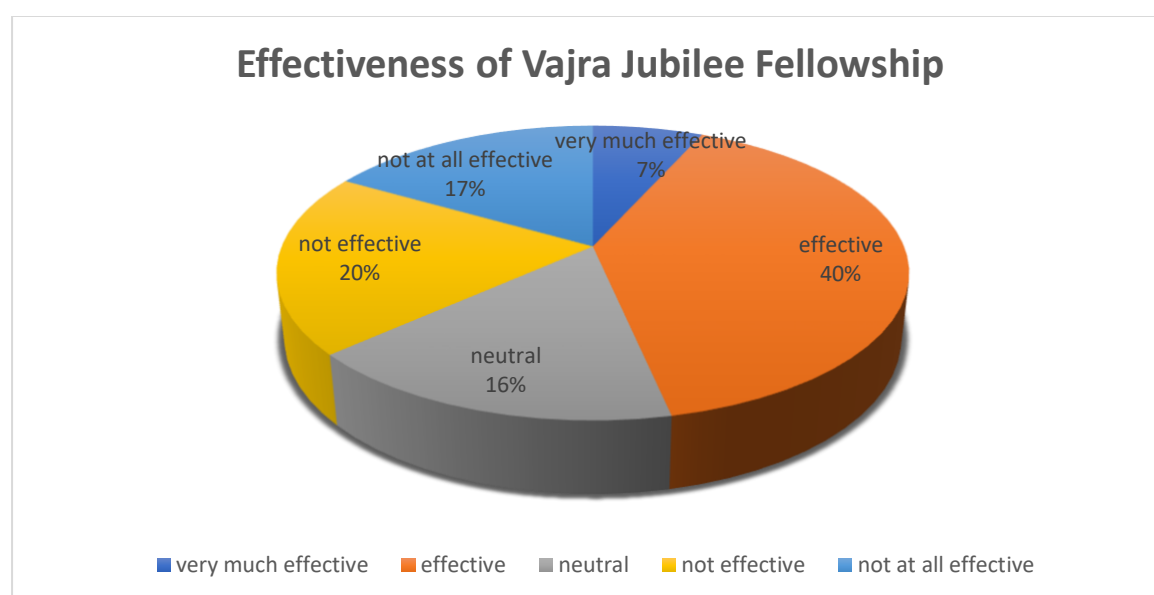 Effectiveness of Vajra Jubilee Fellowship
very much effective
7%
not at all effective
17%
effective
40%
not effective
20%
neutral
16%
very much effective effective neutral not effective not at all effective